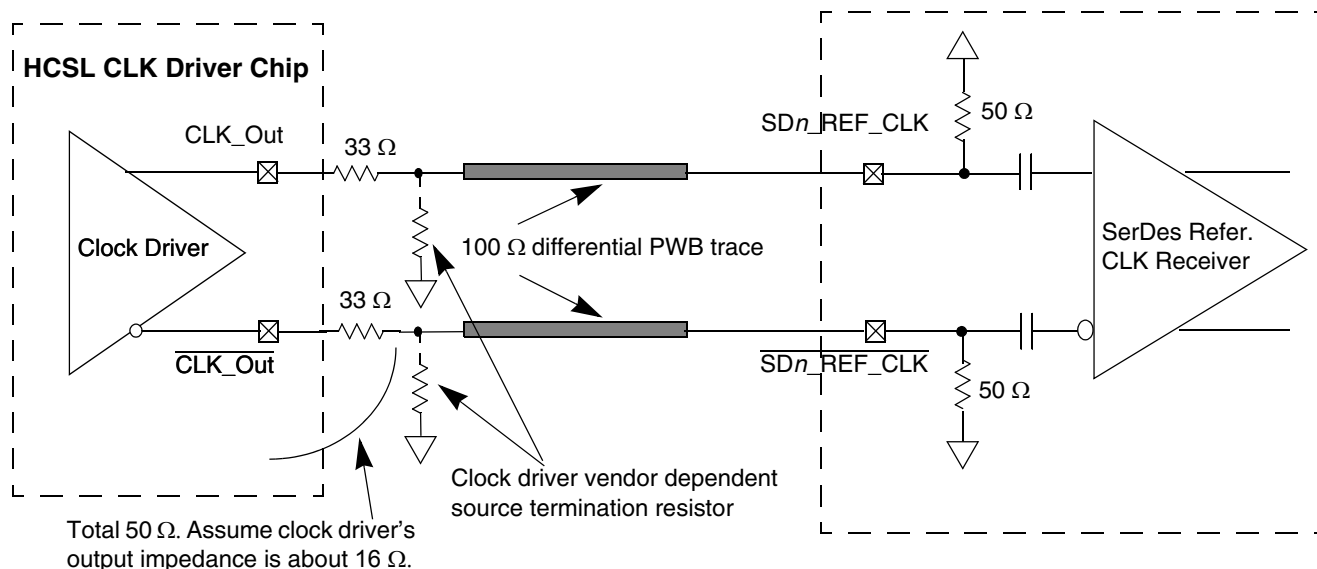 HCSL CLK Driver Chip
CLK_Out
33 Ω
SDn_REF_CLK
50 Ω
Clock Driver
100 Ω differential PWB trace
SerDes Refer.
CLK Receiver
33 Ω
CLK_Out
SDn_REF_CLK
50 Ω
Clock driver vendor dependent
source termination resistor
Total 50 Ω. Assume clock driver's
output impedance is about 16 Ω.